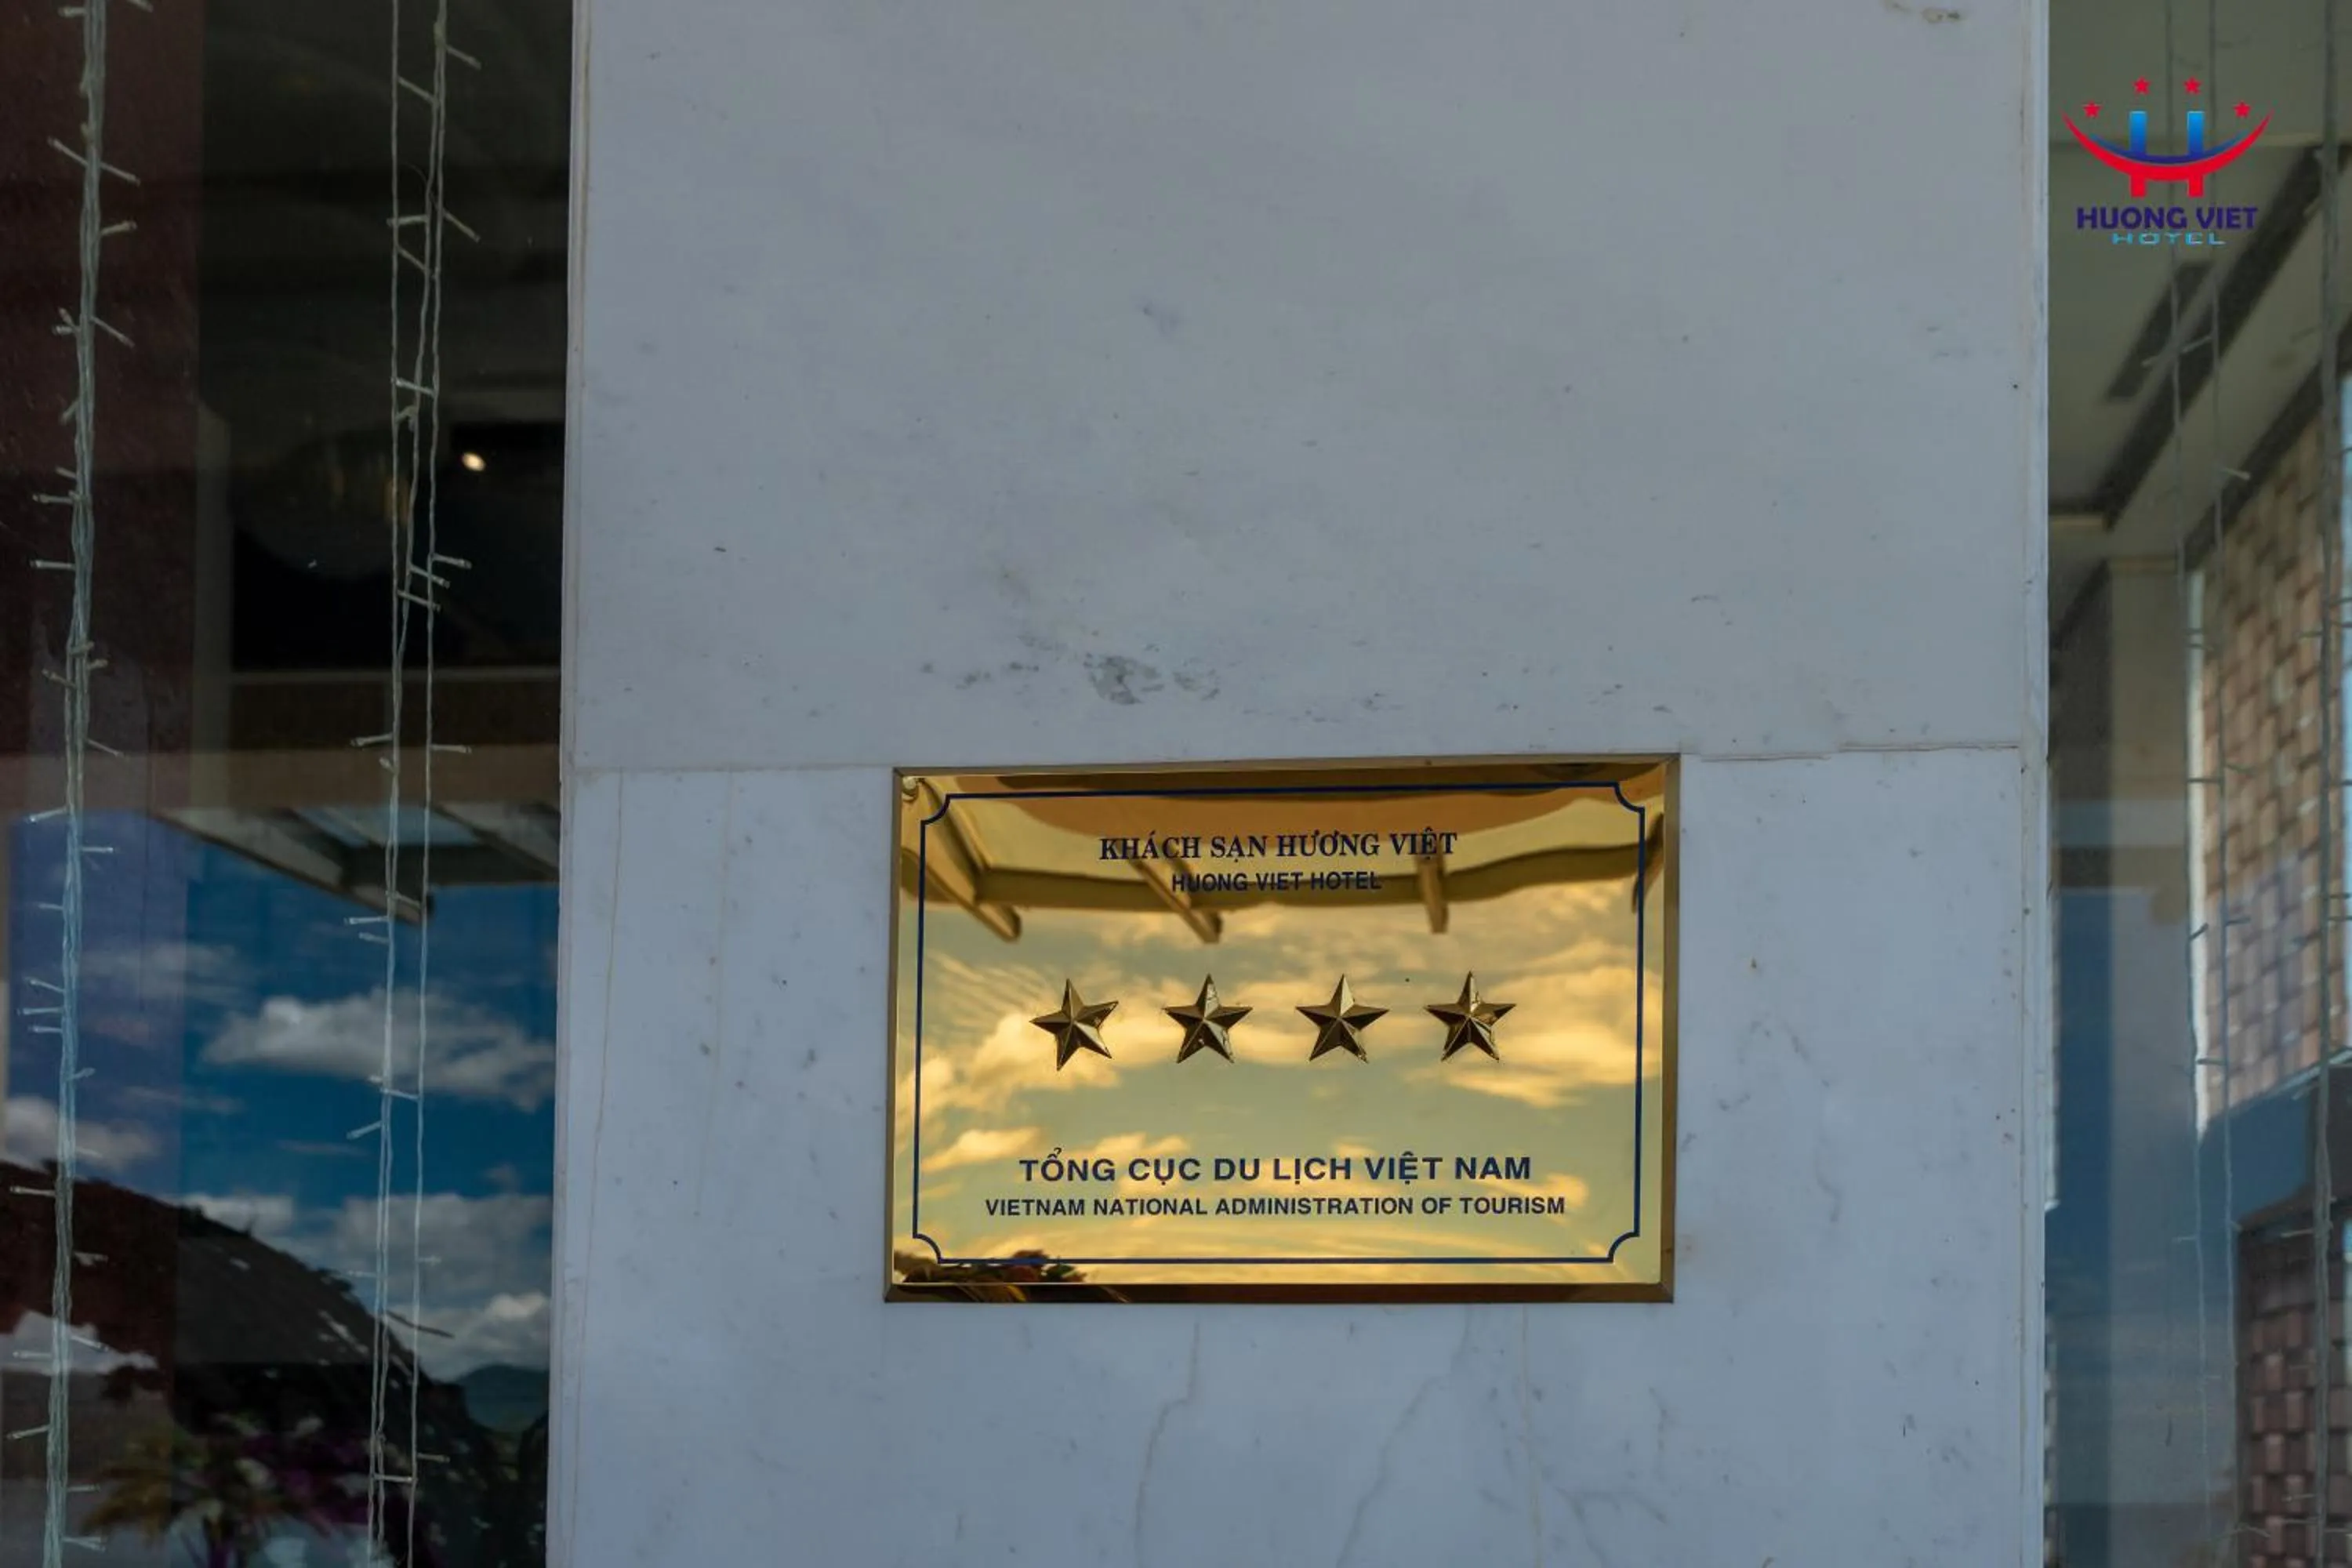 HUONG VIET
HOTEL
KHÁCH SẠN HƯƠNG VIỆT
HUONG VIET HOTEL
TỔNG CỤC DU LỊCH VIỆT NAM
VIETNAM NATIONAL ADMINISTRATION OF TOURISM